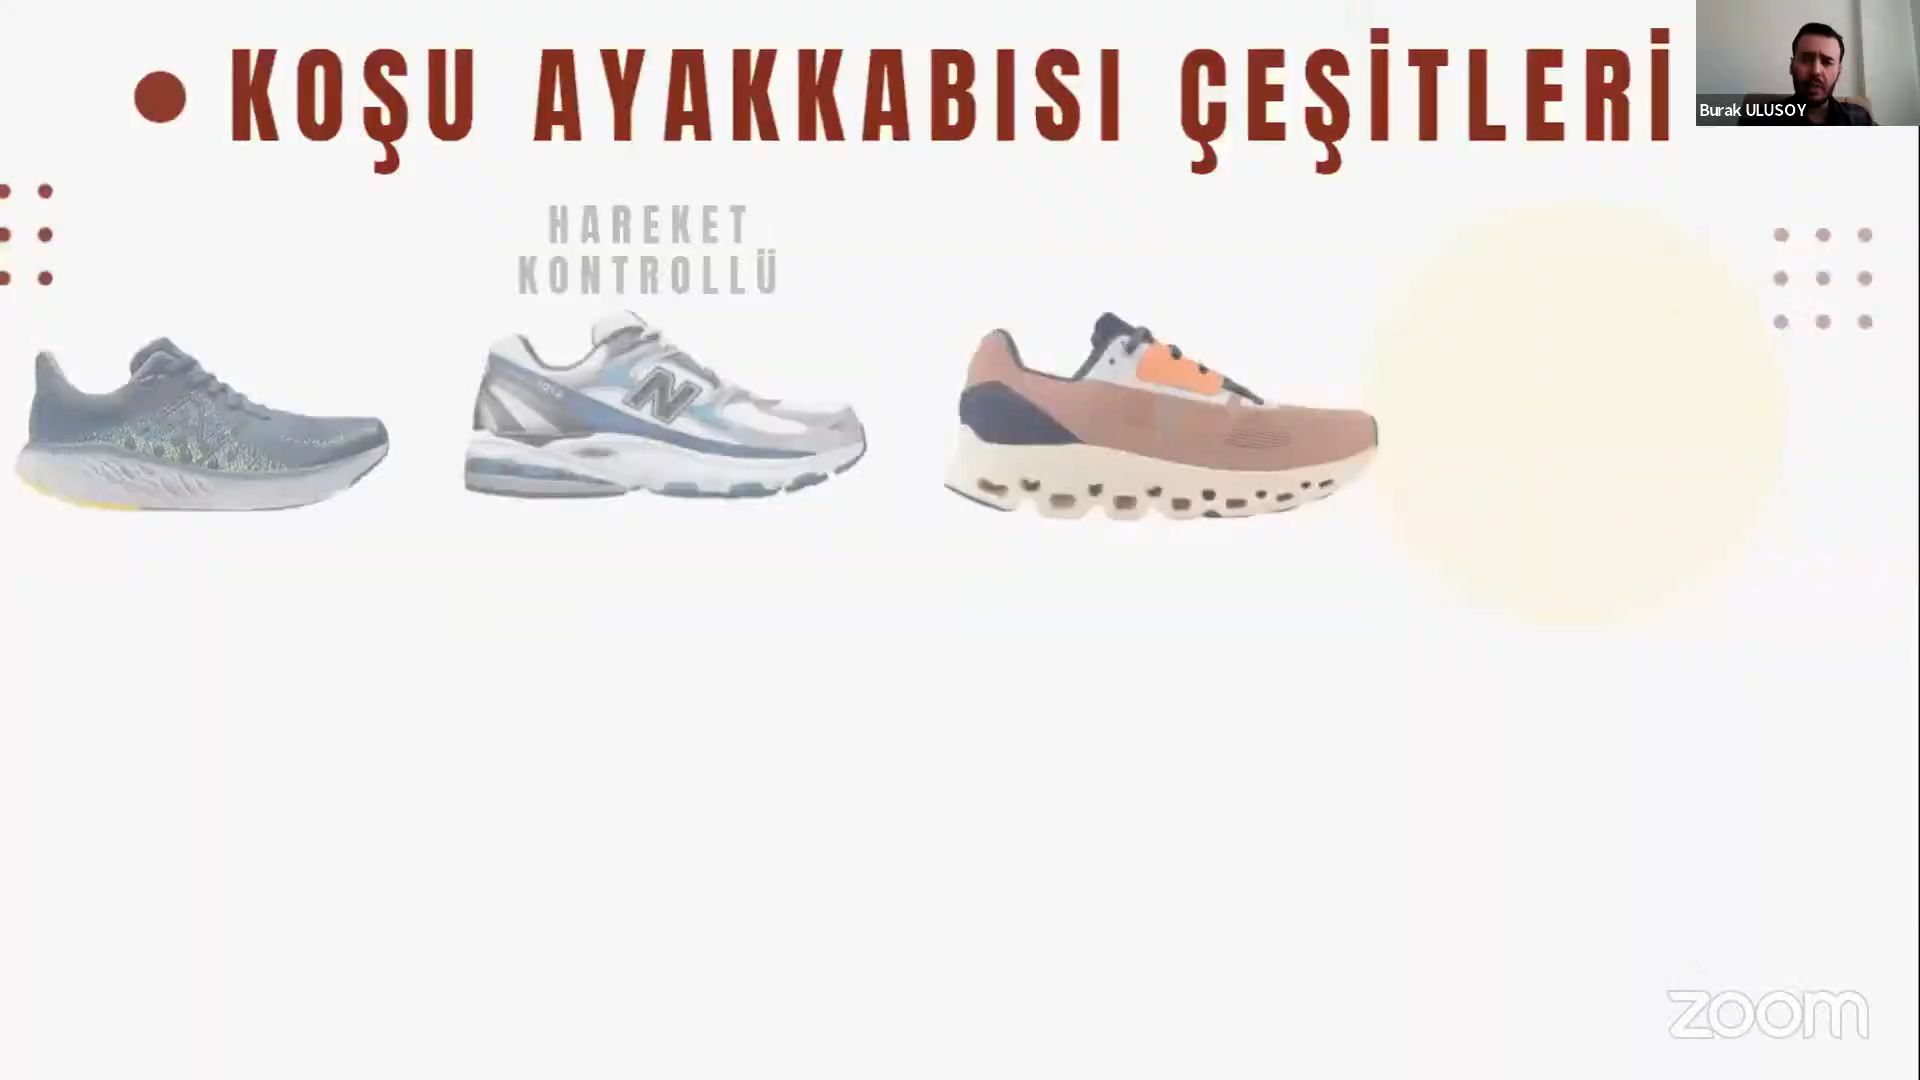 KOŞU AYAKKABISI ÇEŞİTLERİ
Burak ULUSOY
HAREKET
KONTROLLÜ
N
zoom